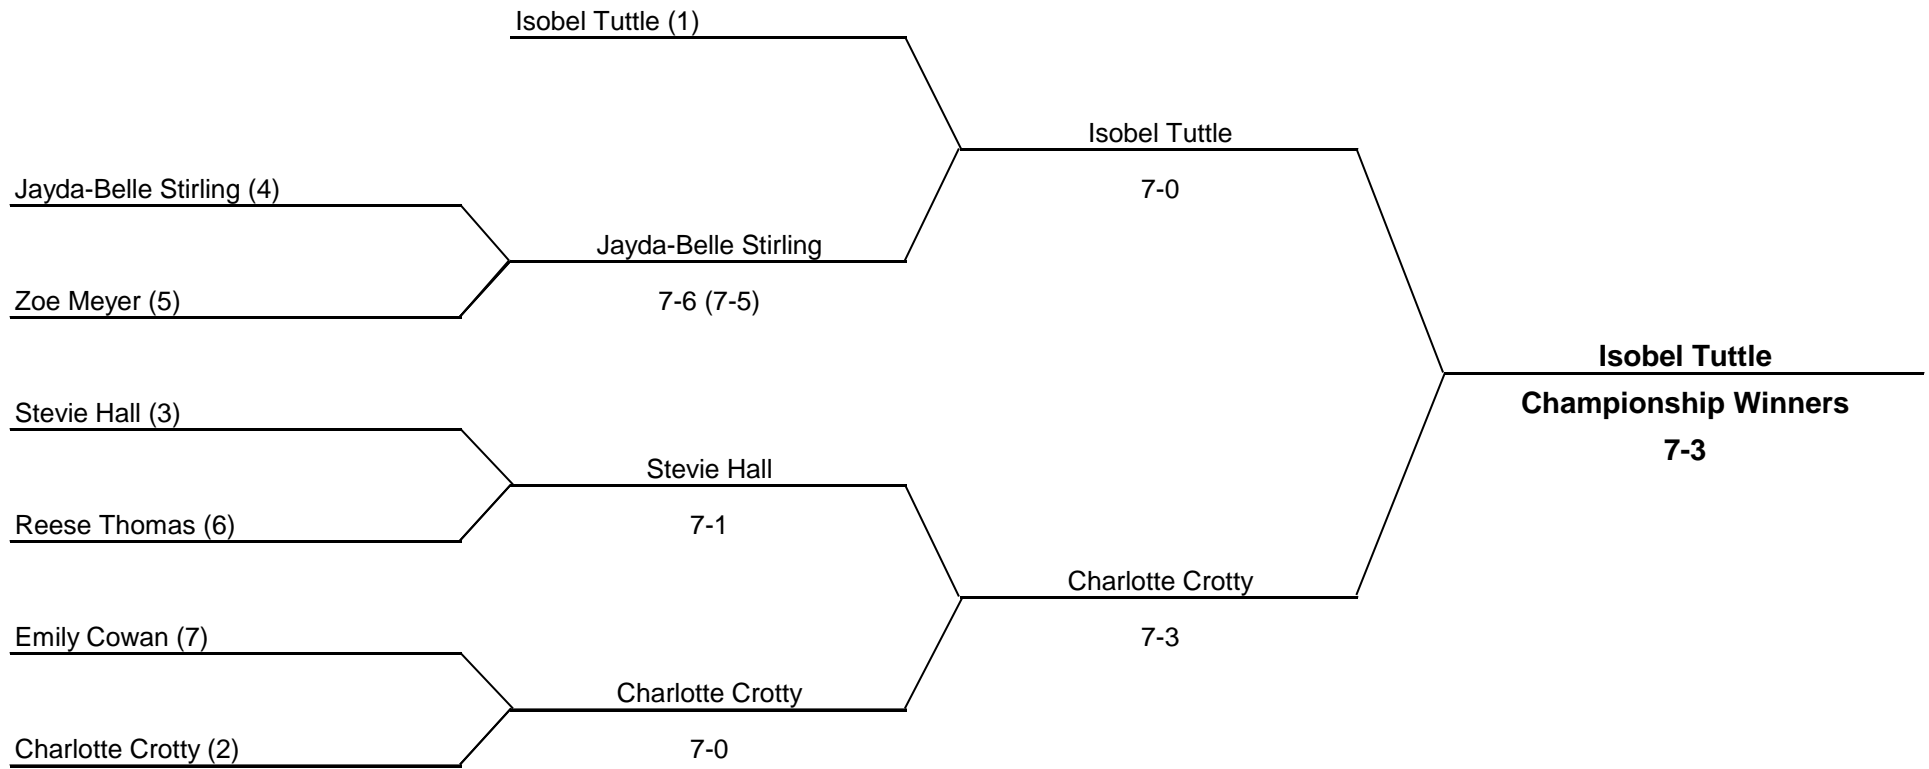 Isobel Tuttle (1)
Isobel Tuttle
Jayda-Belle Stirling (4)
7-0
Jayda-Belle Stirling
Zoe Meyer (5)
7-6 (7-5)
Isobel Tuttle
Championship Winners
7-3
Stevie Hall (3)
Stevie Hall
Reese Thomas (6)
7-1
Charlotte Crotty
Emily Cowan (7)
7-3
Charlotte Crotty
Charlotte Crotty (2)
7-0